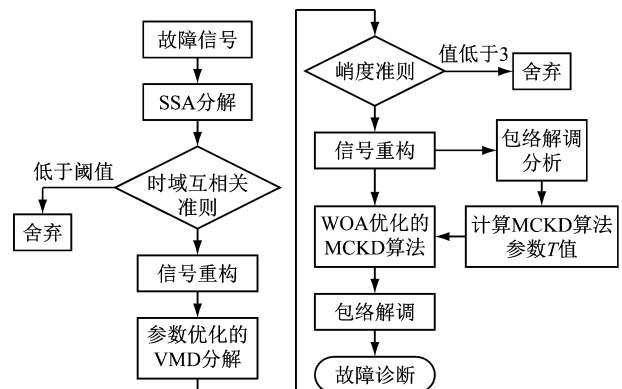 故障信号
SSA分解
低于阈值
时域互相关
准则
舍弃
信号重构
参数优化的
VMD分解
峭度准则
值低于3
舍弃
信号重构
包络解调
分析
WOA优化的
MCKD算法
计算MCKD算法
参数T值
包络解调
故障诊断